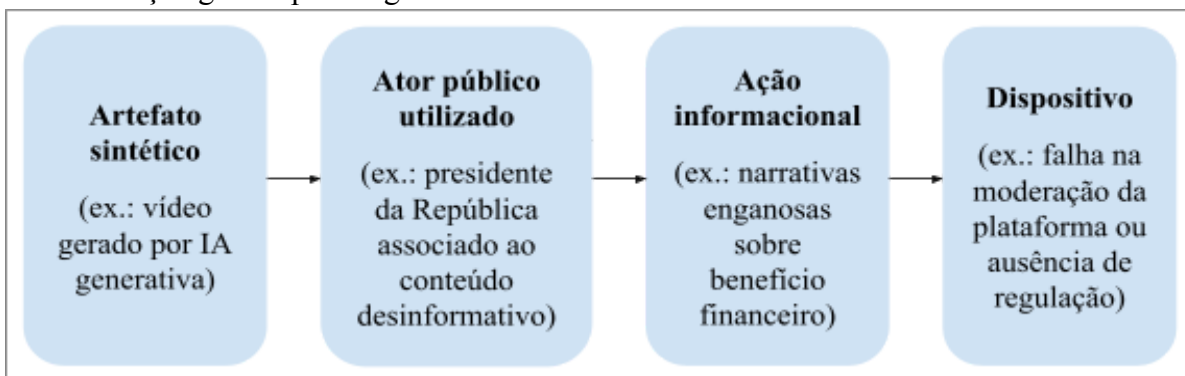 Artefato
sintético
(ex.: vídeo
gerado por IA
generativa)
Ator público
utilizado
(ex.: presidente
da República
associado ao
conteúdo
desinformativo)
Ação
informacional
(ex.: narrativas
enganosas
sobre
benefício
financeiro)
Dispositivo
(ex.: falha na
moderação da
plataforma ou
ausência de
regulação)